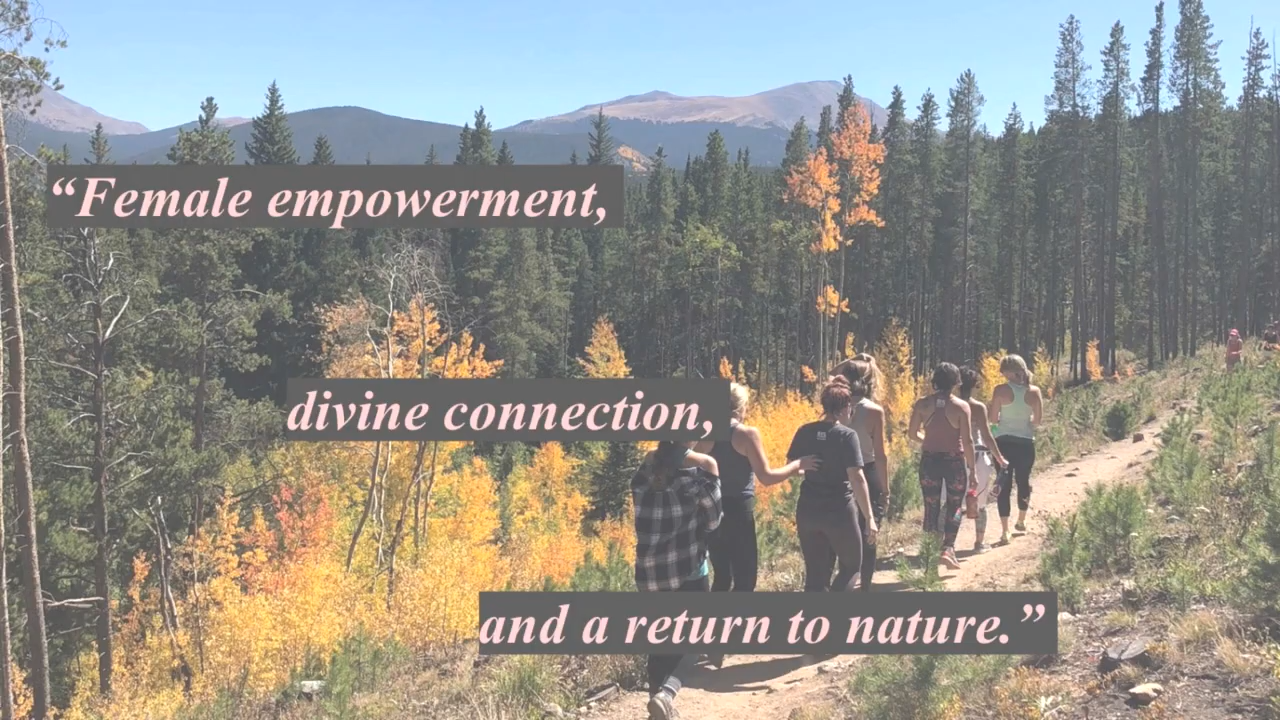 “Female empowerment,
divine connection,
and a return to nature.”